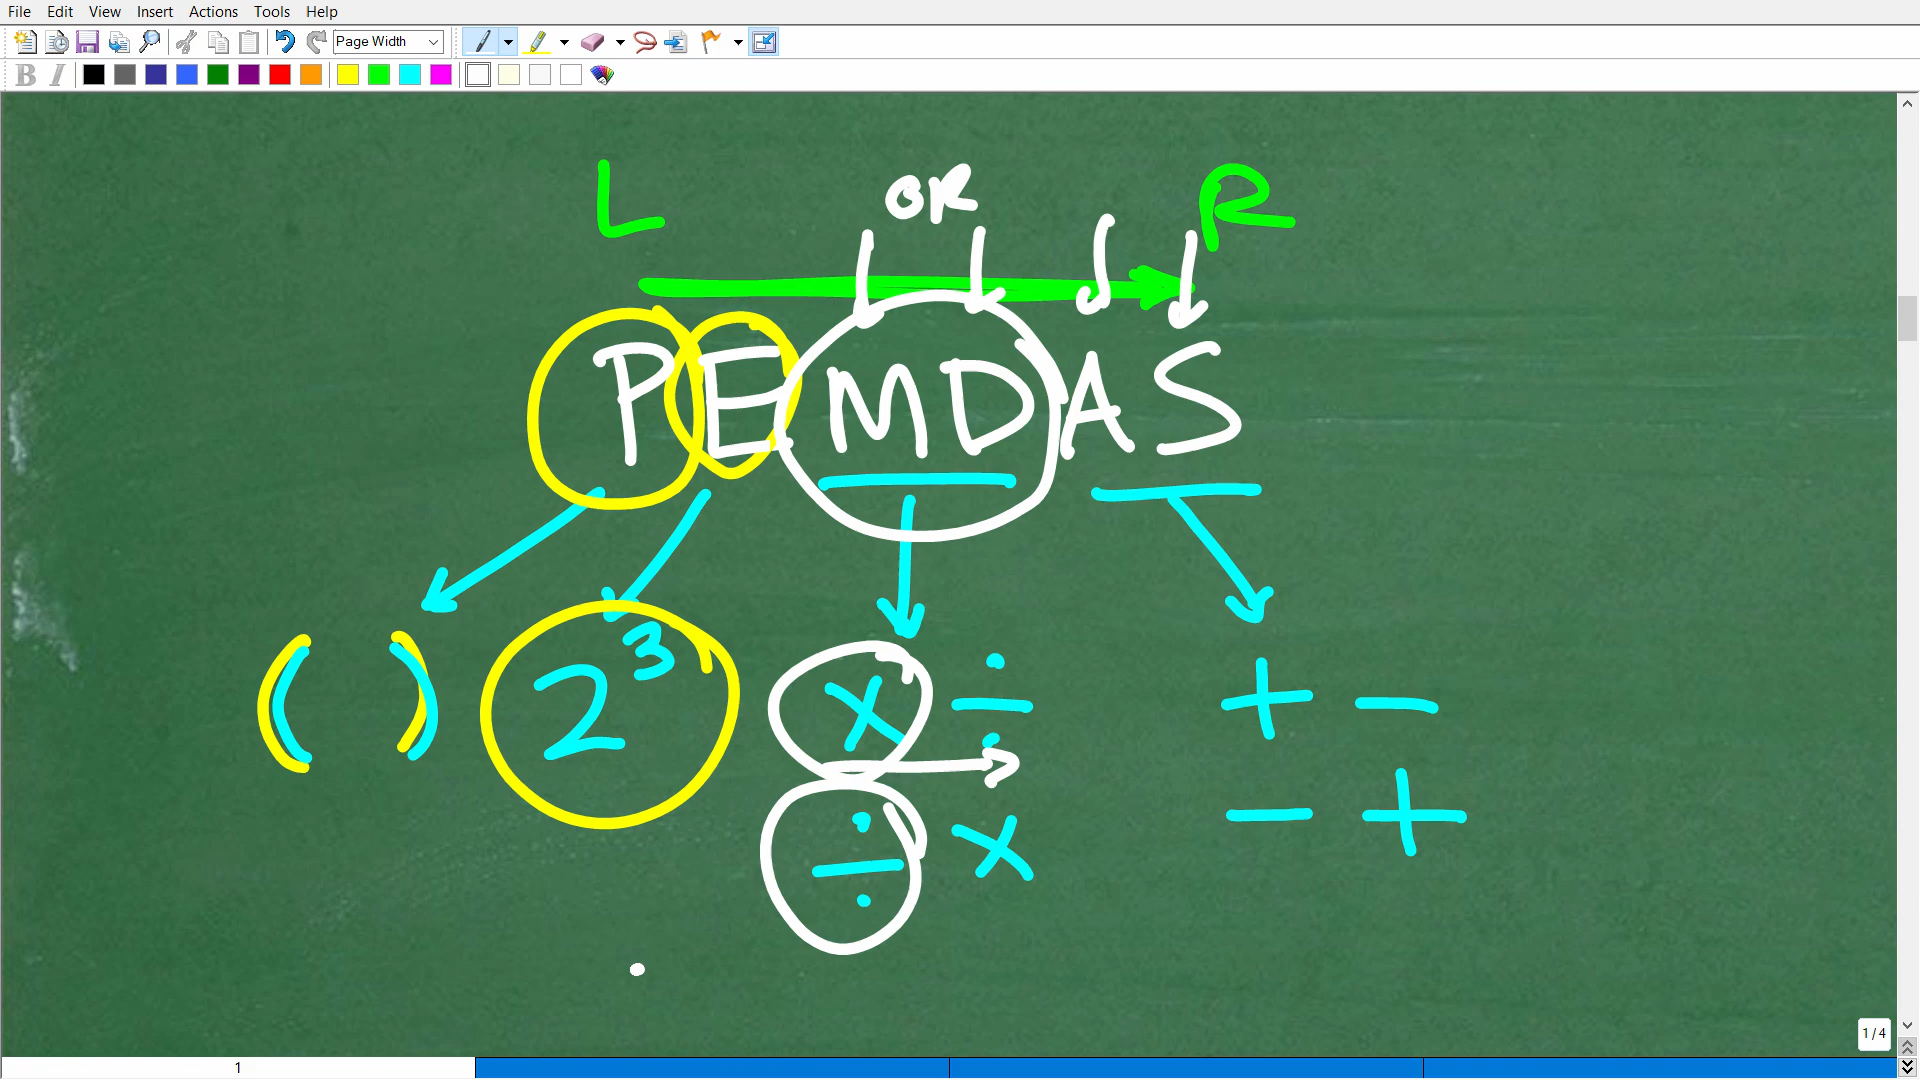 File Edit View Insert Actions Tools Help
Page Width
B I
L OR R
PEMDAS
( ) 2³ × ÷ + −
÷ × − +
1 / 4
1